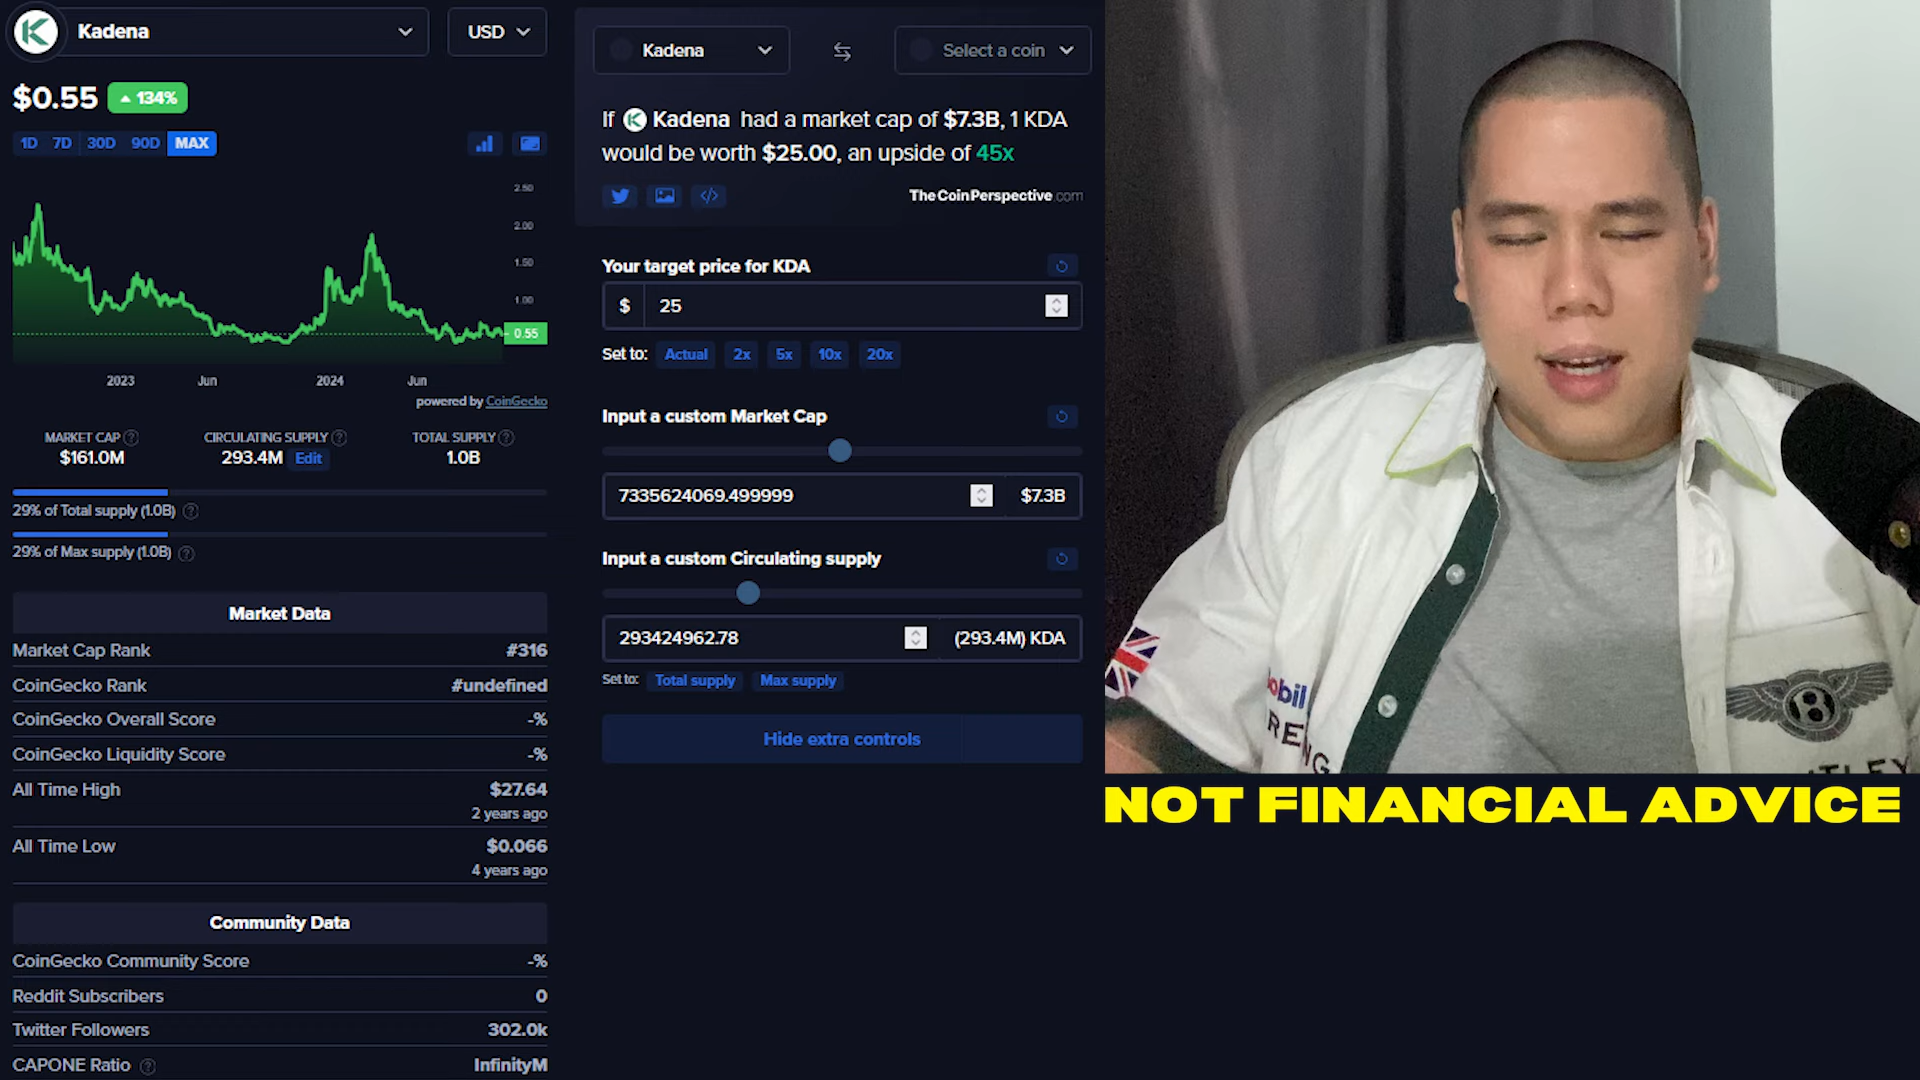 Kadena
USD
$0.55
134%
1D 7D 30D 90D MAX
2.50
2.00
1.50
1.00
0.55
2023 Jun 2024 Jun
powered by CoinGecko
MARKET CAP
$161.0M
CIRCULATING SUPPLY
293.4M Edit
TOTAL SUPPLY
1.0B
29% of Total supply (1.0B)
29% of Max supply (1.0B)
Market Data
Market Cap Rank #316
CoinGecko Rank #undefined
CoinGecko Overall Score -%
CoinGecko Liquidity Score -%
All Time High $27.64
2 years ago
All Time Low $0.066
4 years ago
Community Data
CoinGecko Community Score -%
Reddit Subscribers 0
Twitter Followers 302.0k
CAPONE Ratio InfinityM
Kadena
Select a coin
If Kadena had a market cap of $7.3B, 1 KDA
would be worth $25.00, an upside of 45x
TheCoinPerspective.com
Your target price for KDA
$ 25
Set to: Actual 2x 5x 10x 20x
Input a custom Market Cap
7335624069.499999 $7.3B
Input a custom Circulating supply
293424962.78 (293.4M) KDA
Set to: Total supply Max supply
Hide extra controls
B
NOT FINANCIAL ADVICE